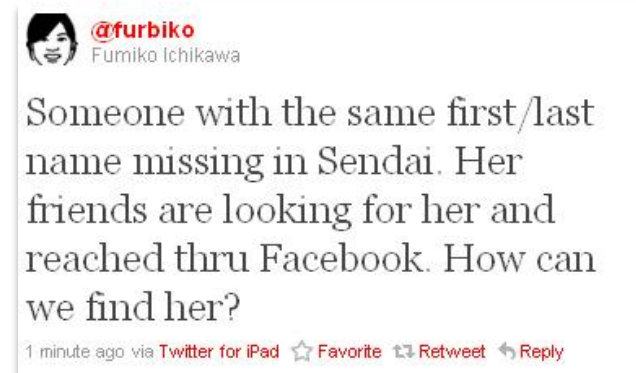 @furbiko
Fumiko Ichikawa
Someone with the same first/last
name missing in Sendai. Her
friends are looking for her and
reached thru Facebook. How can
we find her?
1 minute ago via Twitter for iPad Favorite Retweet Reply